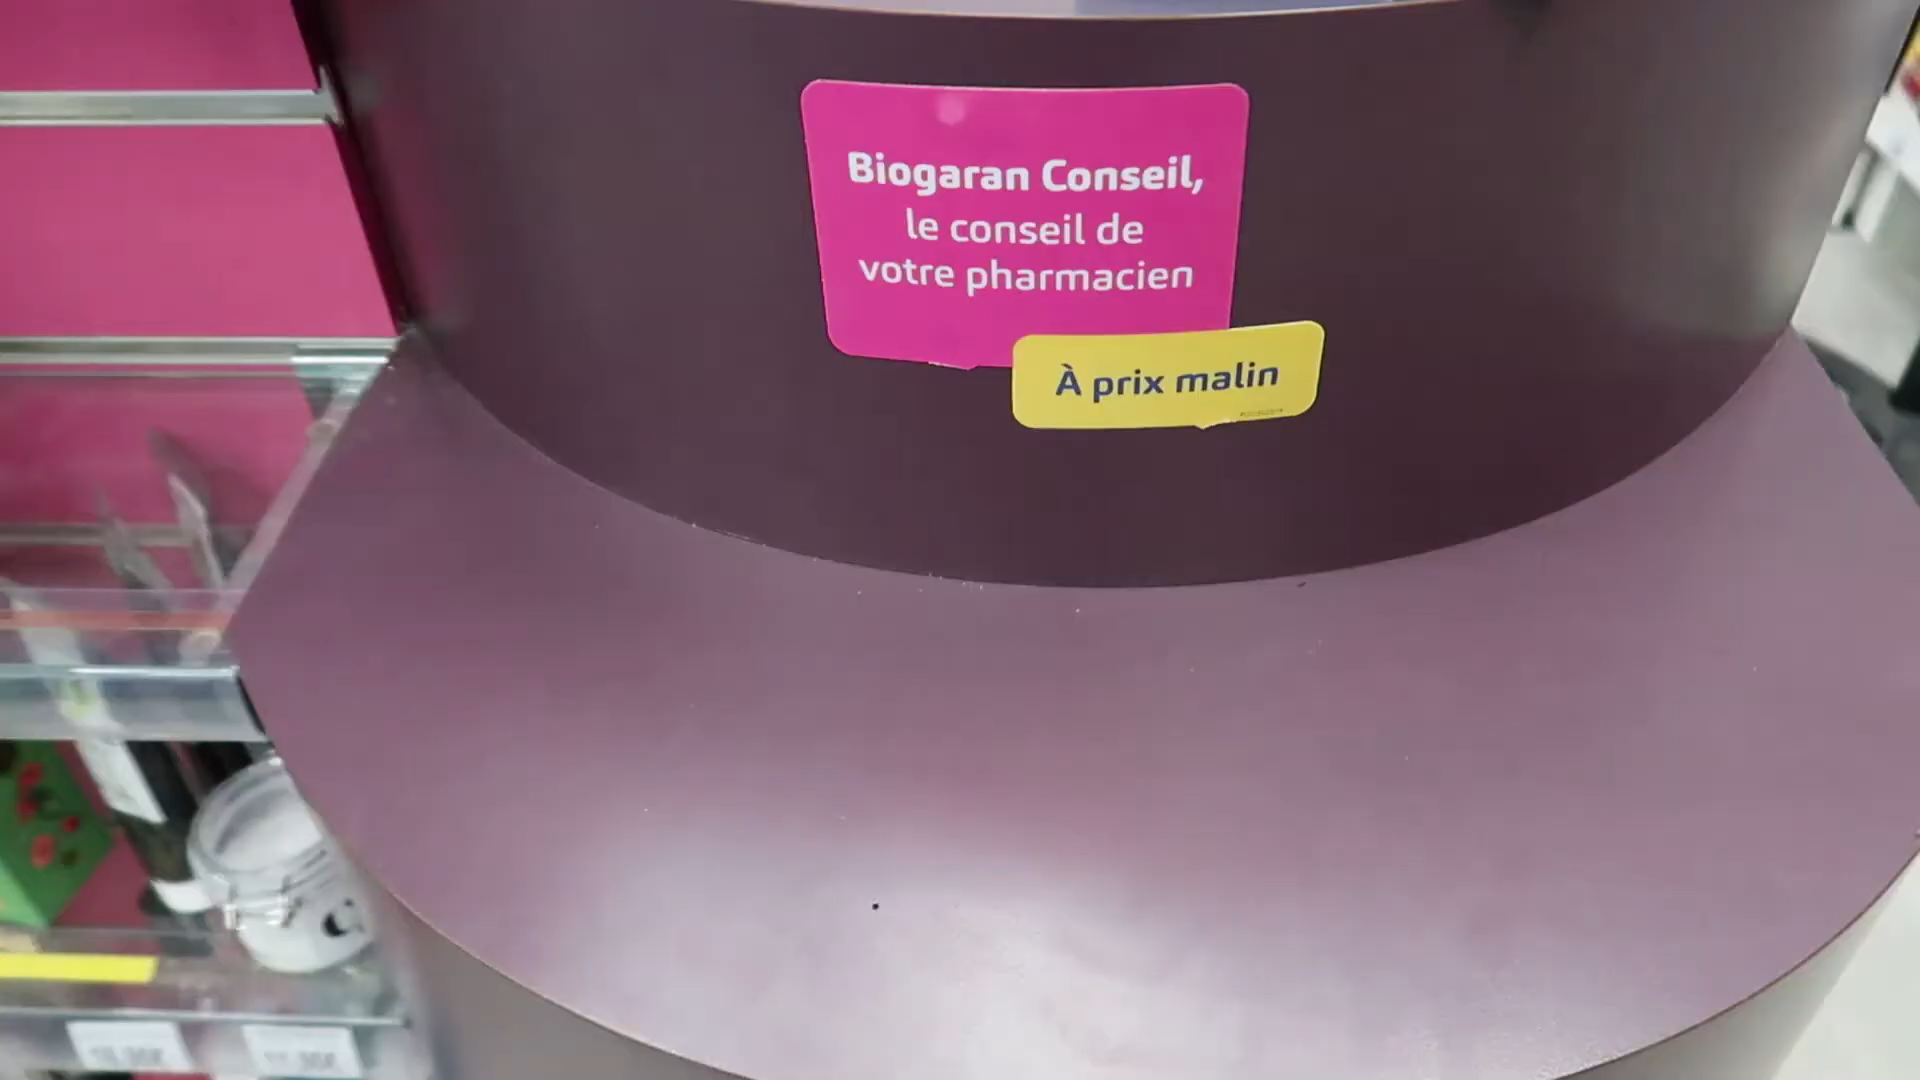 Biogaran Conseil,
le conseil de
votre pharmacien
À prix malin